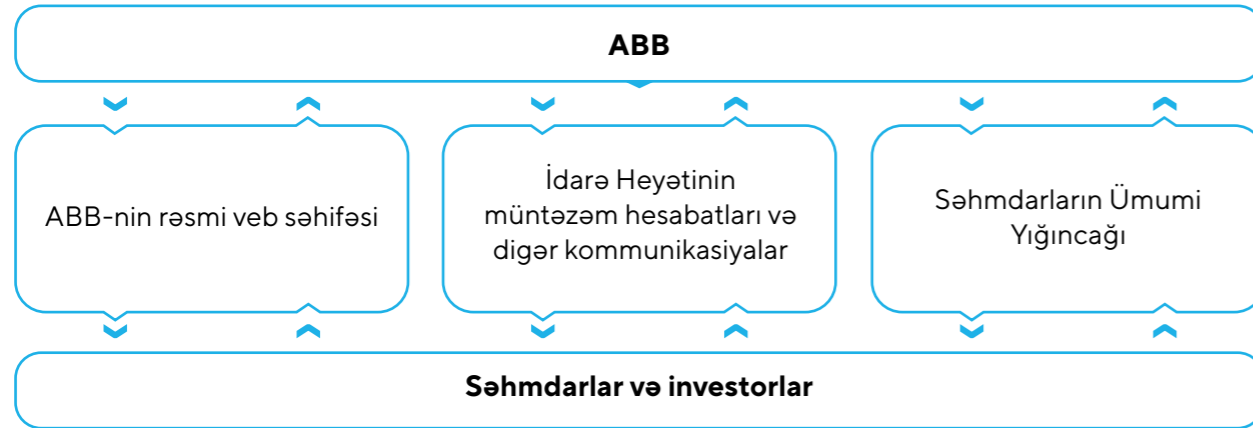 ABB
ABB-nin rəsmi veb səhifəsi
İdarə Heyətinin
müntəzəm hesabatları və
digər kommunikasiyalar
Səhmdarların Ümumi
Yığıncağı
Səhmdarlar və investorlar